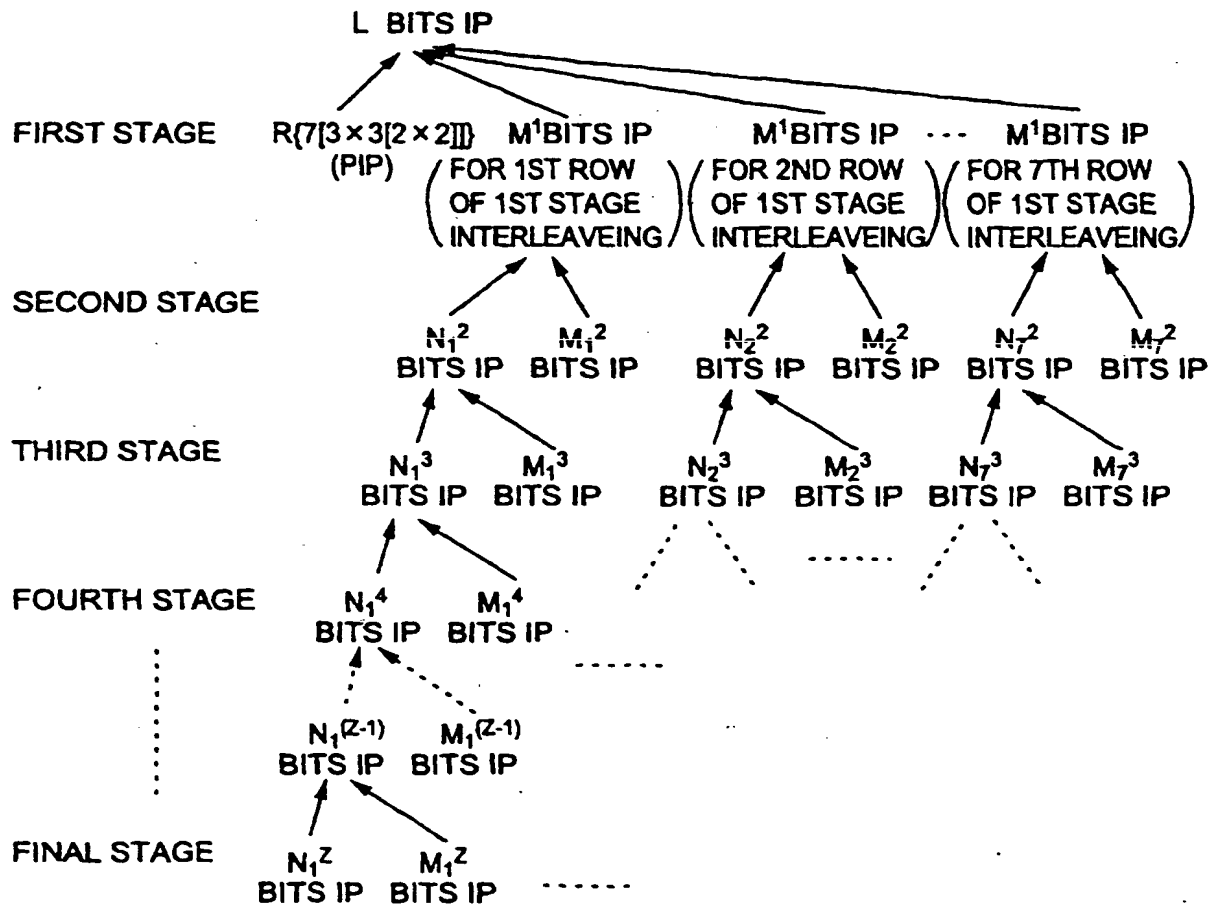 L BITS IP
FIRST STAGE R{7[3×3[2×2]]} M¹BITS IP M¹BITS IP ··· M¹BITS IP
(PIP)
(FOR 1ST ROW OF 1ST STAGE INTERLEAVEING)
(FOR 2ND ROW OF 1ST STAGE INTERLEAVEING)
(FOR 7TH ROW OF 1ST STAGE INTERLEAVEING)
SECOND STAGE
N₁² M₁² N₂² M₂² N₇² M₇²
BITS IP BITS IP BITS IP BITS IP BITS IP BITS IP
THIRD STAGE
N₁³ M₁³ N₂³ M₂³ N₇³ M₇³
BITS IP BITS IP BITS IP BITS IP BITS IP BITS IP
FOURTH STAGE
N₁⁴ M₁⁴
BITS IP BITS IP
N₁(Z-1) M₁(Z-1)
BITS IP BITS IP
FINAL STAGE
N₁Z M₁Z
BITS IP BITS IP